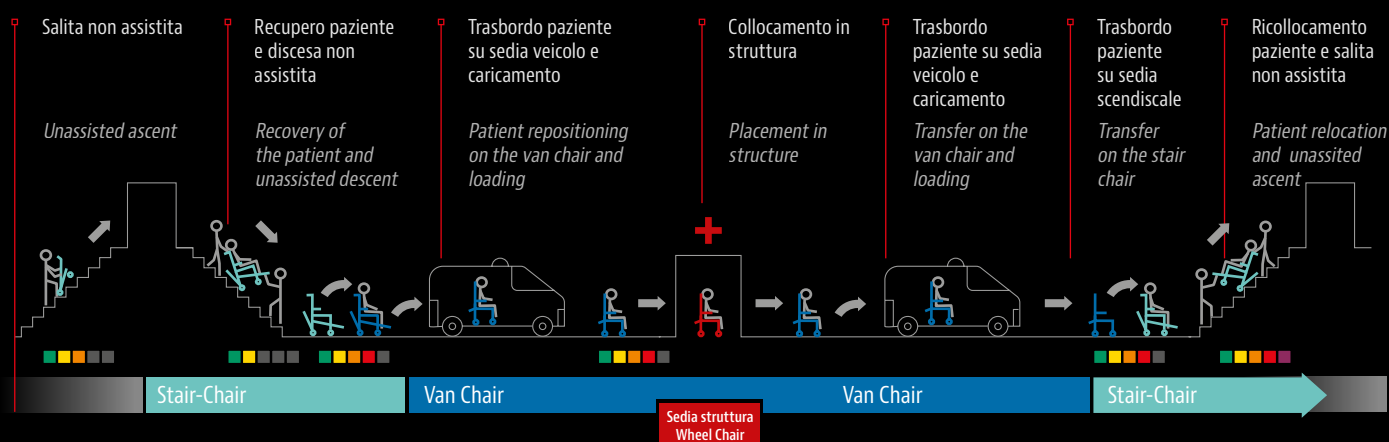 Salita non assistita
Unassisted ascent
Recupero paziente
e discesa non
assistita
Recovery of
the patient and
unassisted descent
Trasbordo paziente
su sedia veicolo e
caricamento
Patient repositioning
on the van chair and
loading
Collocamento in
struttura
Placement in
structure
Trasbordo
paziente su sedia
veicolo e
caricamento
Transfer on the
van chair and
loading
Trasbordo
paziente
su sedia
scendiscale
Transfer
on the stair
chair
Ricollocamento
paziente e salita
non assistita
Patient relocation
and unassited
ascent
Stair-Chair
Van Chair
Sedia struttura
Wheel Chair
Van Chair
Stair-Chair